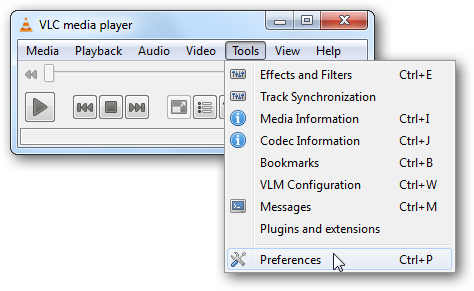 VLC media player
Media Playback Audio Video Tools View Help
Effects and Filters Ctrl+E
Track Synchronization
Media Information Ctrl+I
Codec Information Ctrl+J
Bookmarks Ctrl+B
VLM Configuration Ctrl+W
Messages Ctrl+M
Plugins and extensions
Preferences Ctrl+P